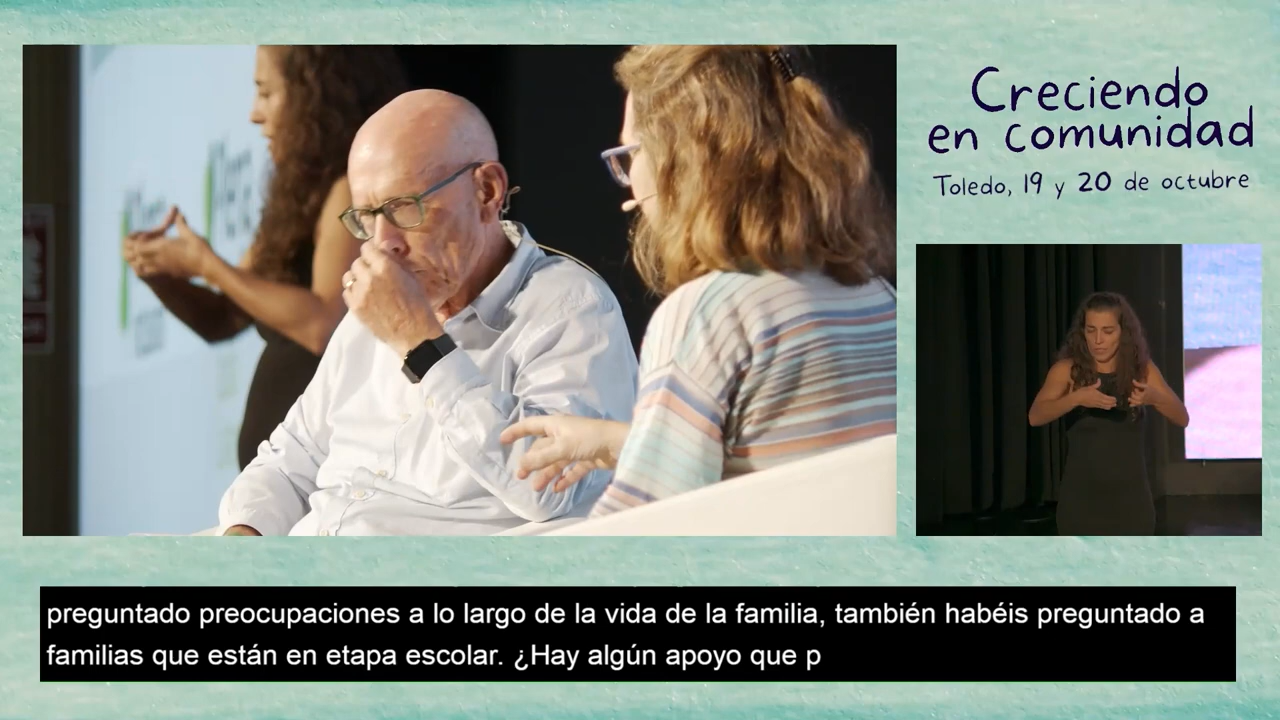 Creciendo
en comunidad
Toledo, 19 y 20 de octubre
preguntado preocupaciones a lo largo de la vida de la familia, también habéis preguntado a
familias que están en etapa escolar. ¿Hay algún apoyo que p